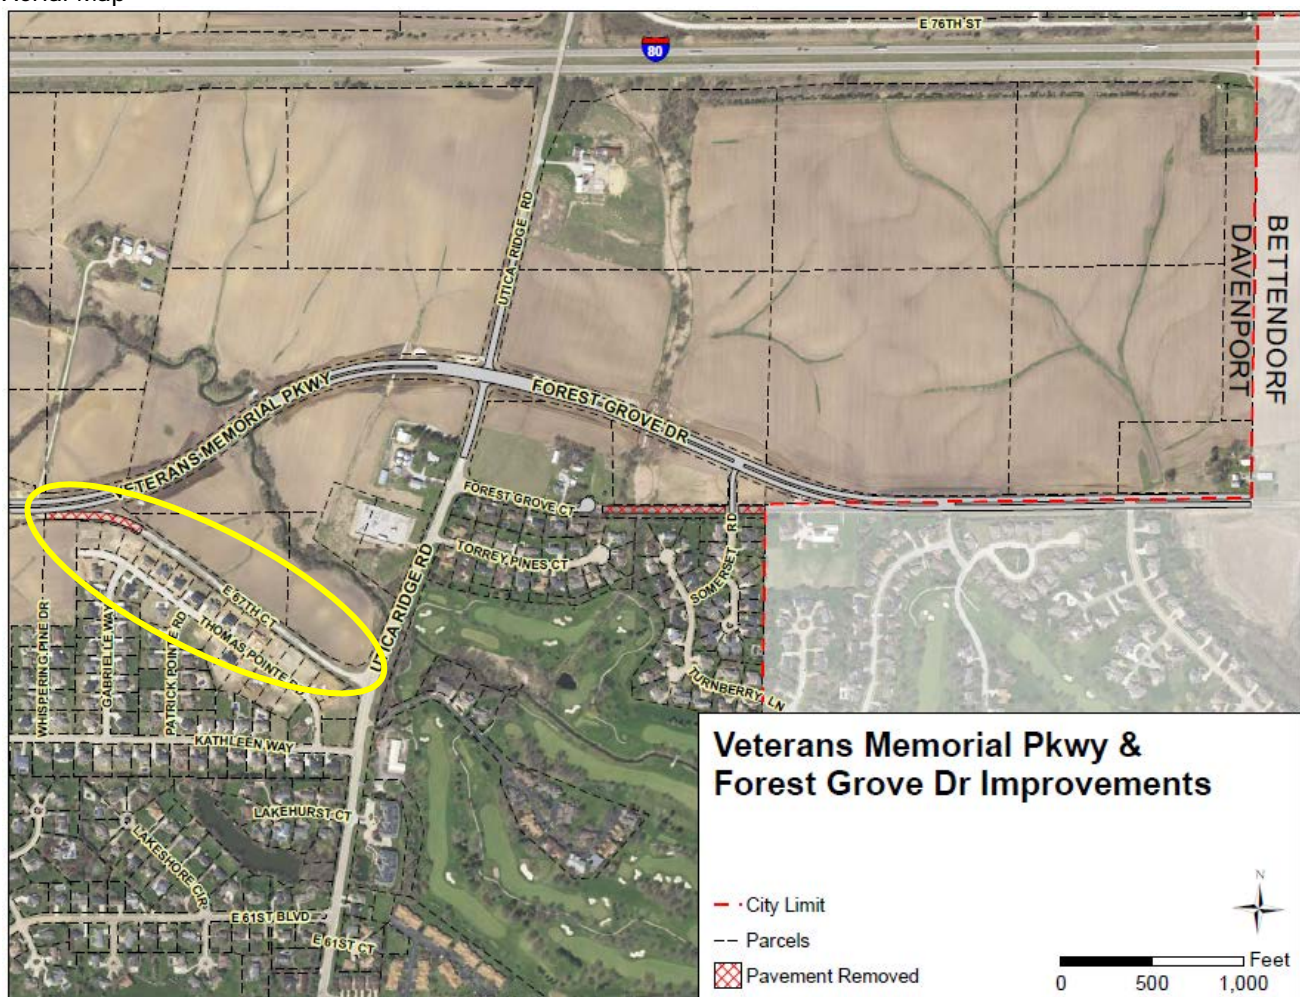 Aerial Map
E 76TH ST
80
UTICA RIDGE RD
BETTENDORF
DAVENPORT
VETERANS MEMORIAL PKWY
FOREST GROVE DR
FOREST GROVE CT
TORREY PINES CT
SOMERSET RD
UTICA RIDGE RD
E 67TH CT
THOMAS POINTE
WHISPERING PINE DR
GABRIELLE WAY
PATRICK POINTE RD
TURNBERRY LN
KATHLEEN WAY
LAKEHURST CT
LAKESHORE CIR
E 61ST BLVD
E 61ST CT
Veterans Memorial Pkwy &
Forest Grove Dr Improvements
N
City Limit
Parcels
Pavement Removed
Feet
0 500 1,000